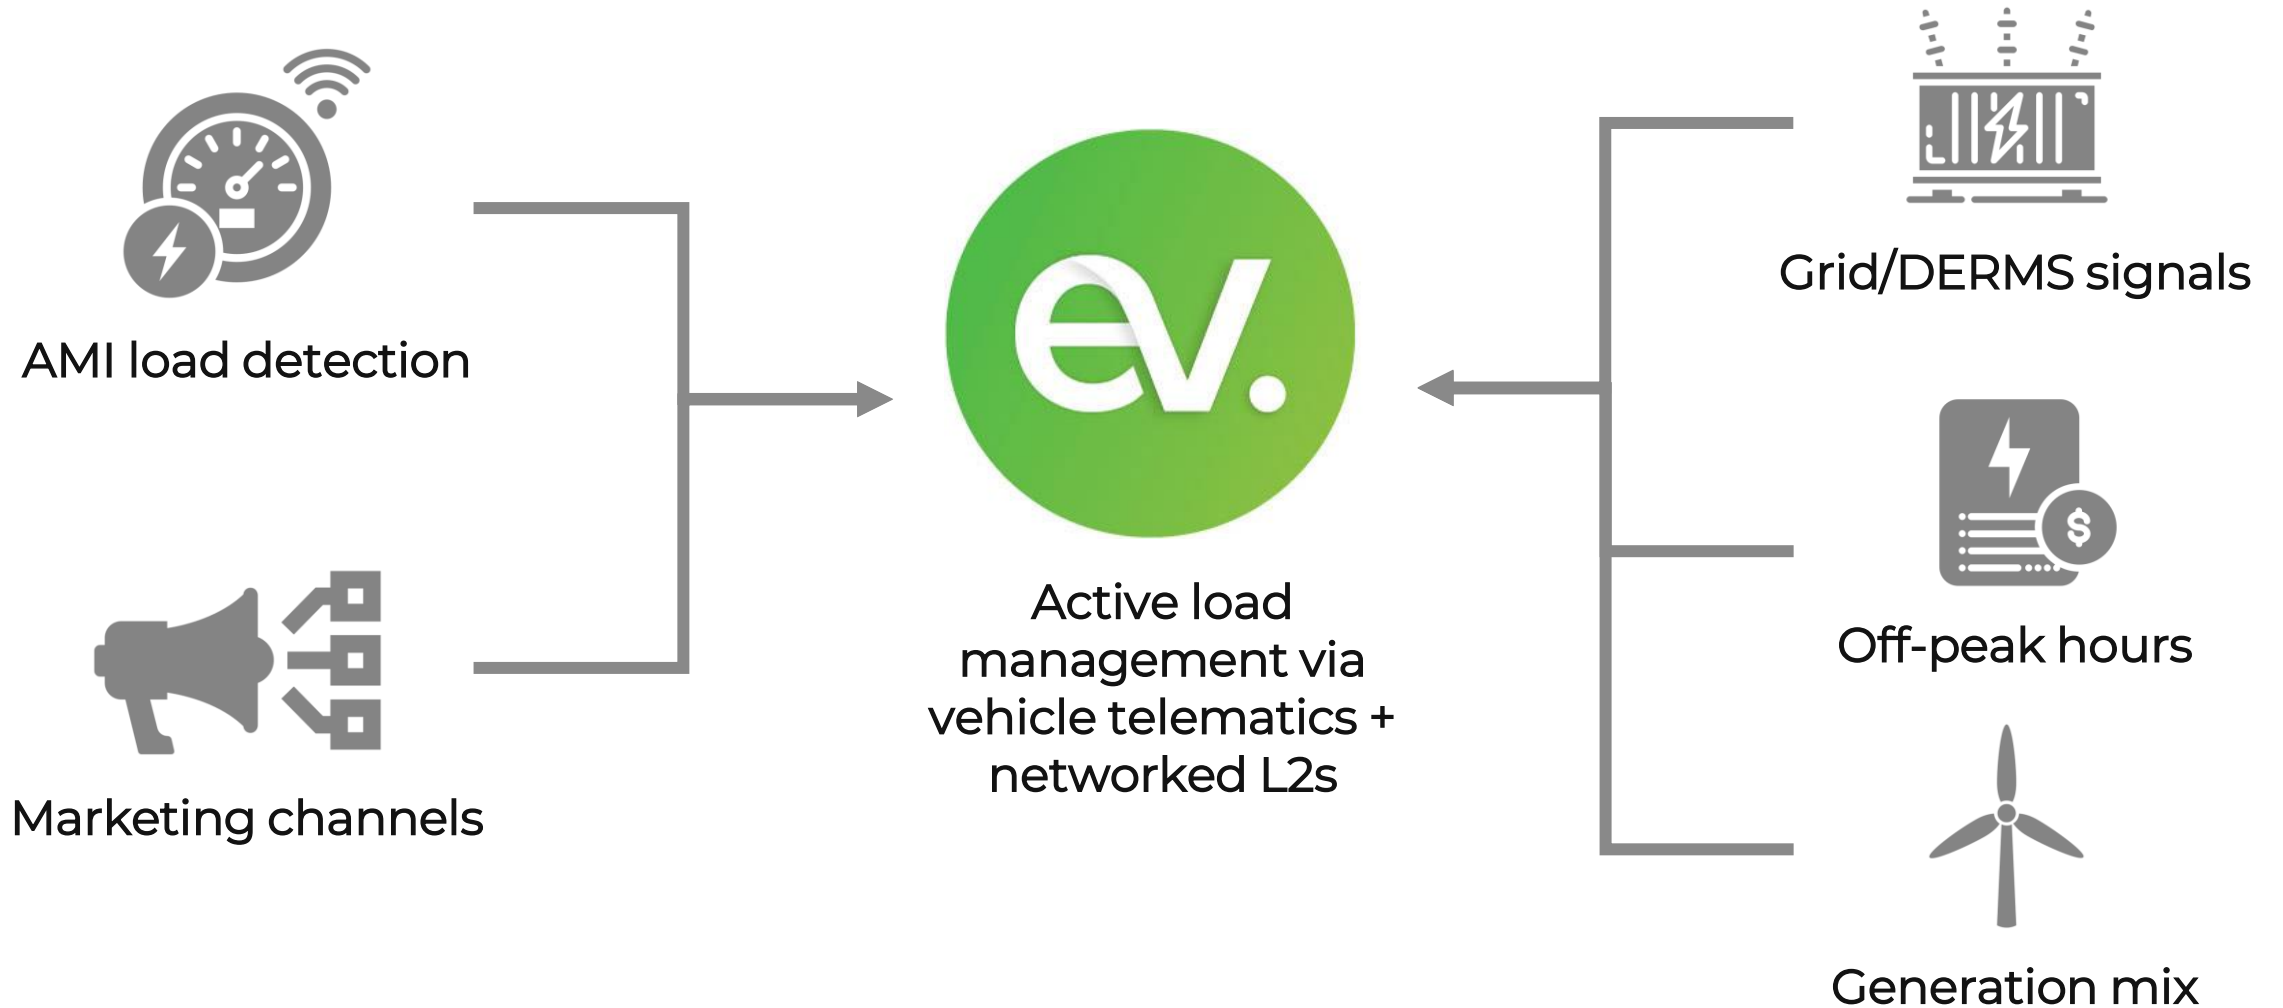 AMI load detection
Marketing channels
ev.
Active load
management via
vehicle telematics +
networked L2s
Grid/DERMS signals
$
Off-peak hours
Generation mix